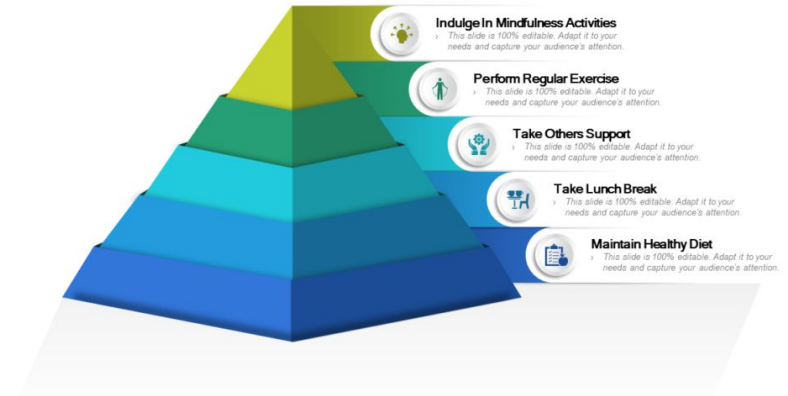 Indulge In Mindfulness Activities
› This slide is 100% editable. Adapt it to your
needs and capture your audience's attention.
Perform Regular Exercise
› This slide is 100% editable. Adapt it to your
needs and capture your audience's attention.
Take Others Support
› This slide is 100% editable. Adapt it to your
needs and capture your audience's attention.
Take Lunch Break
› This slide is 100% editable. Adapt it to your
needs and capture your audience's attention.
Maintain Healthy Diet
› This slide is 100% editable. Adapt it to your
needs and capture your audience's attention.